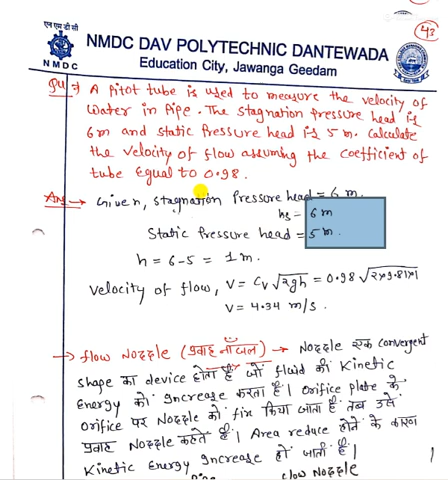 43
एन एम डी सी
NMDC DAV POLYTECHNIC DANTEWADA
NMDC
Education City, Jawanga Geedam
A Pitot tube is used to measure the velocity of
Water in Pipe. The stagnation pressure head is
6m and static Pressure head is 5 m. calculate
the velocity of flow assuming the coefficient of
tube Equal to 0.98.
Ans → Given, stagnation Pressure head = 6 m.
hs = 6 m
Static Pressure head = 5 m.
h = 6-5 = 1 m.
Velocity of flow, V = Cv √2gh = 0.98 √2×9.81×1
V = 4.34 m/s.
→ flow Nozzle (प्रवाह नॉजल) → Nozzle एक convergent
shape का device होता है जो fluid की Kinetic
Energy को Increase करता है। Orifice plate के
Orifice पर Nozzle को fix किया जाता है तब उसे
प्रवाह Nozzle कहते है। Area reduce होने के कारण
Kinetic Energy Increase हो जाती है।
Nozzle